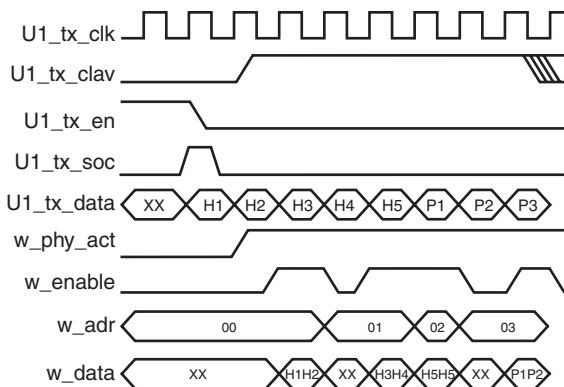 U1_tx_clk
U1_tx_clav
U1_tx_en
U1_tx_soc
U1_tx_data XX H1 H2 H3 H4 H5 P1 P2 P3
w_phy_act
w_enable
w_adr 00 01 02 03
w_data XX H1H2 XX H3H4 H5H5 XX P1P2